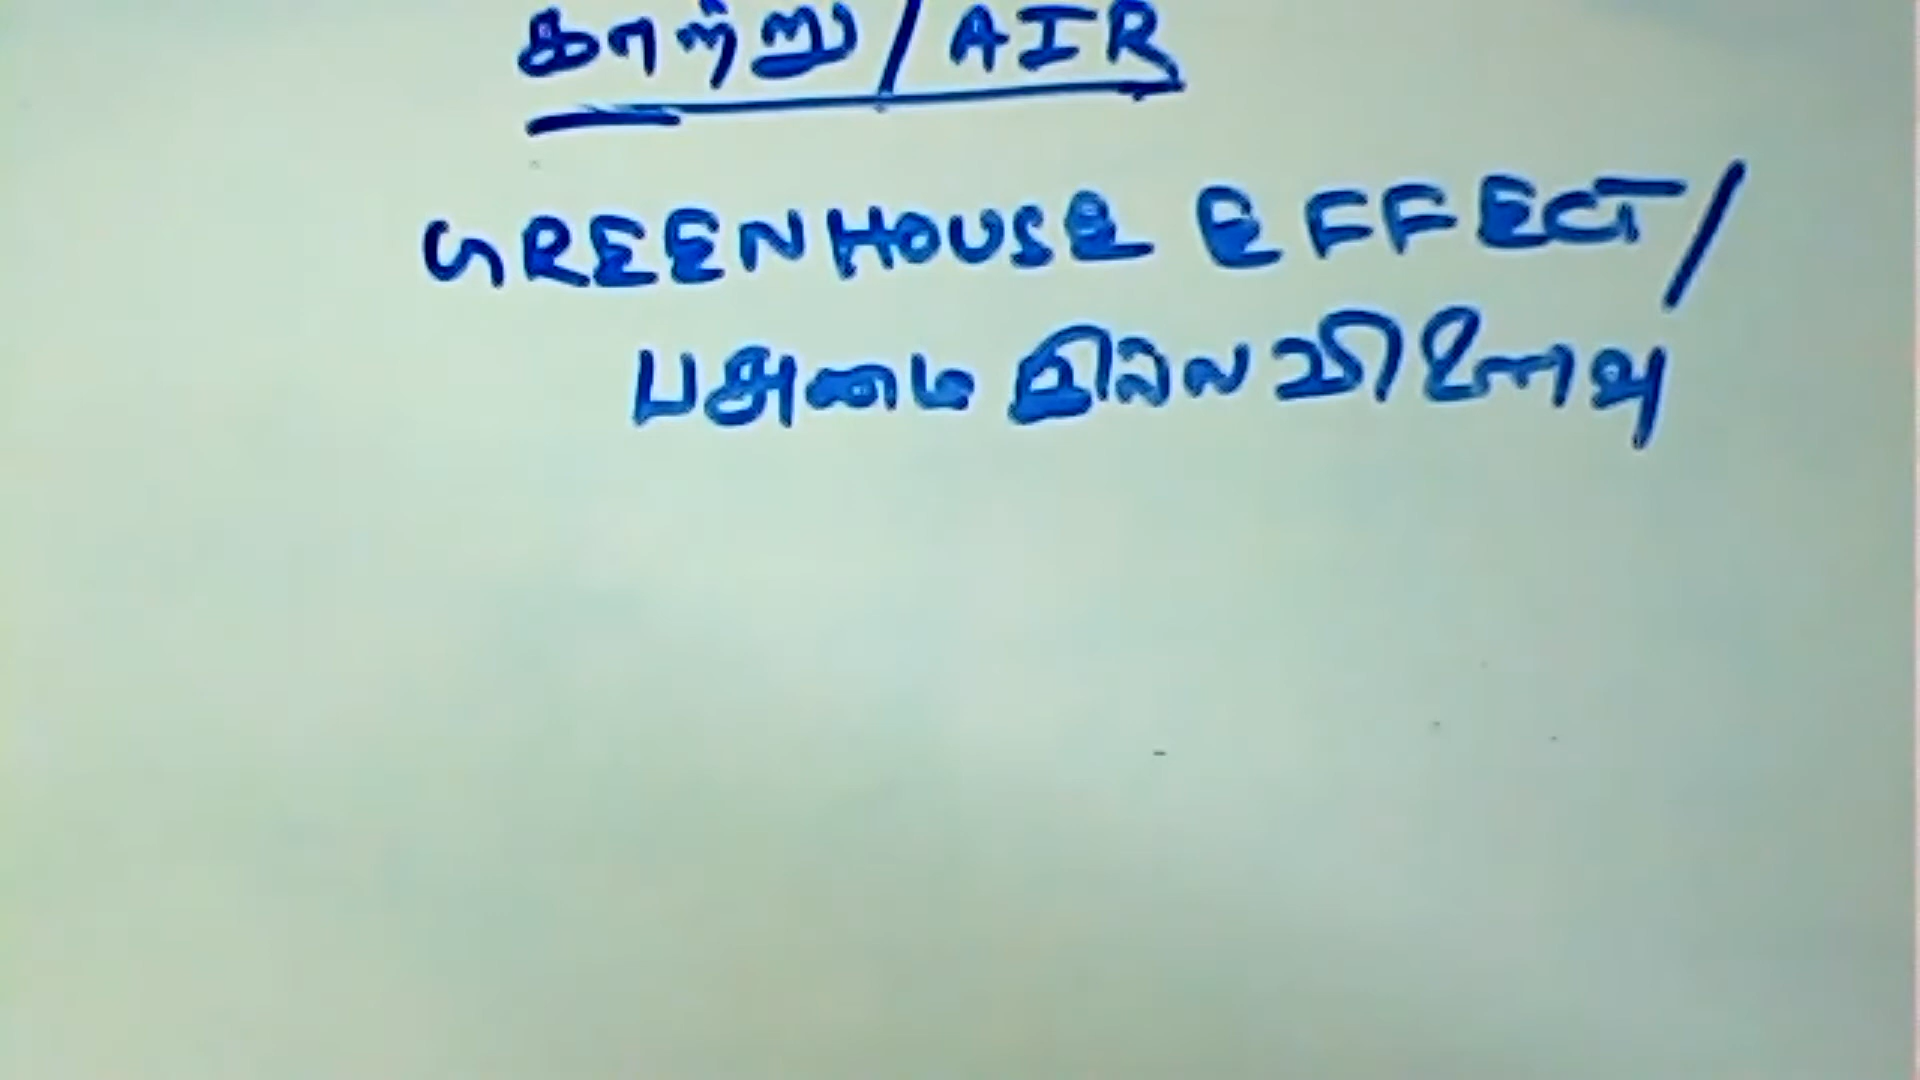 காற்று / AIR
GREENHOUSE EFFECT /
பசுமை இல்ல விளைவு